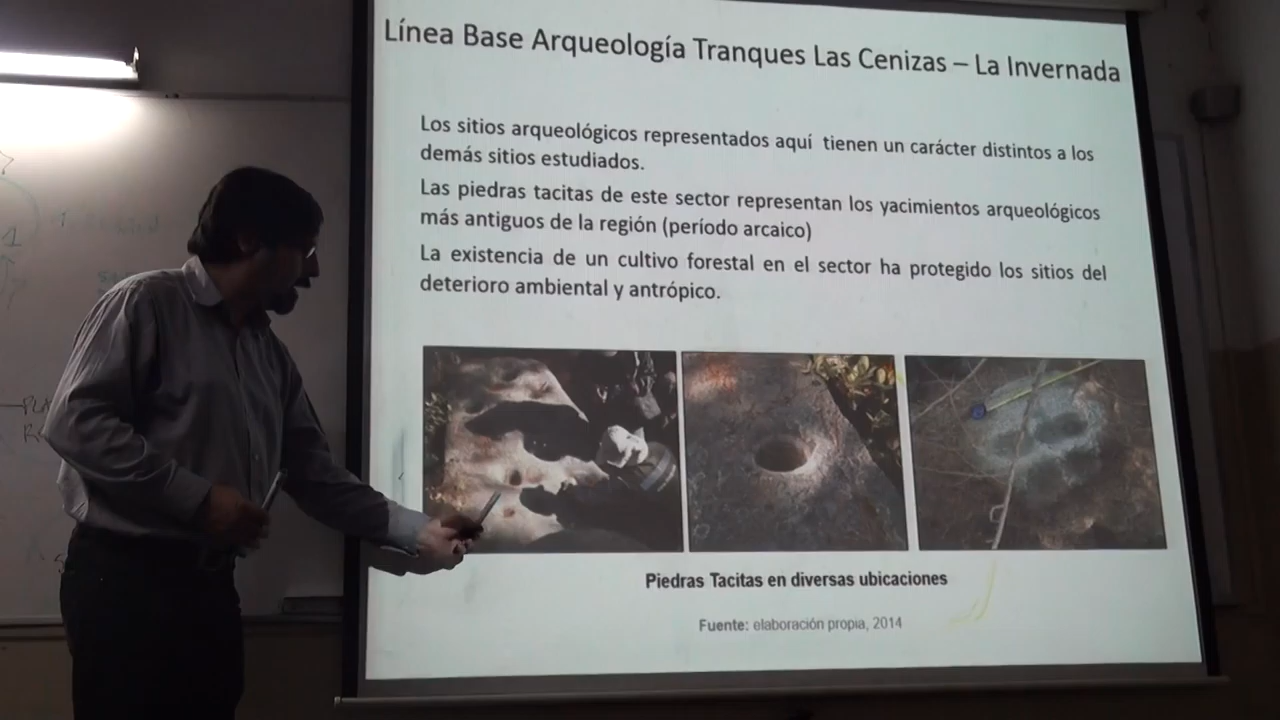 Línea Base Arqueología Tranques Las Cenizas – La Invernada
Los sitios arqueológicos representados aquí tienen un carácter distintos a los
demás sitios estudiados.
Las piedras tacitas de este sector representan los yacimientos arqueológicos
más antiguos de la región (período arcaico)
La existencia de un cultivo forestal en el sector ha protegido los sitios del
deterioro ambiental y antrópico.
Piedras Tacitas en diversas ubicaciones
Fuente: elaboración propia, 2014